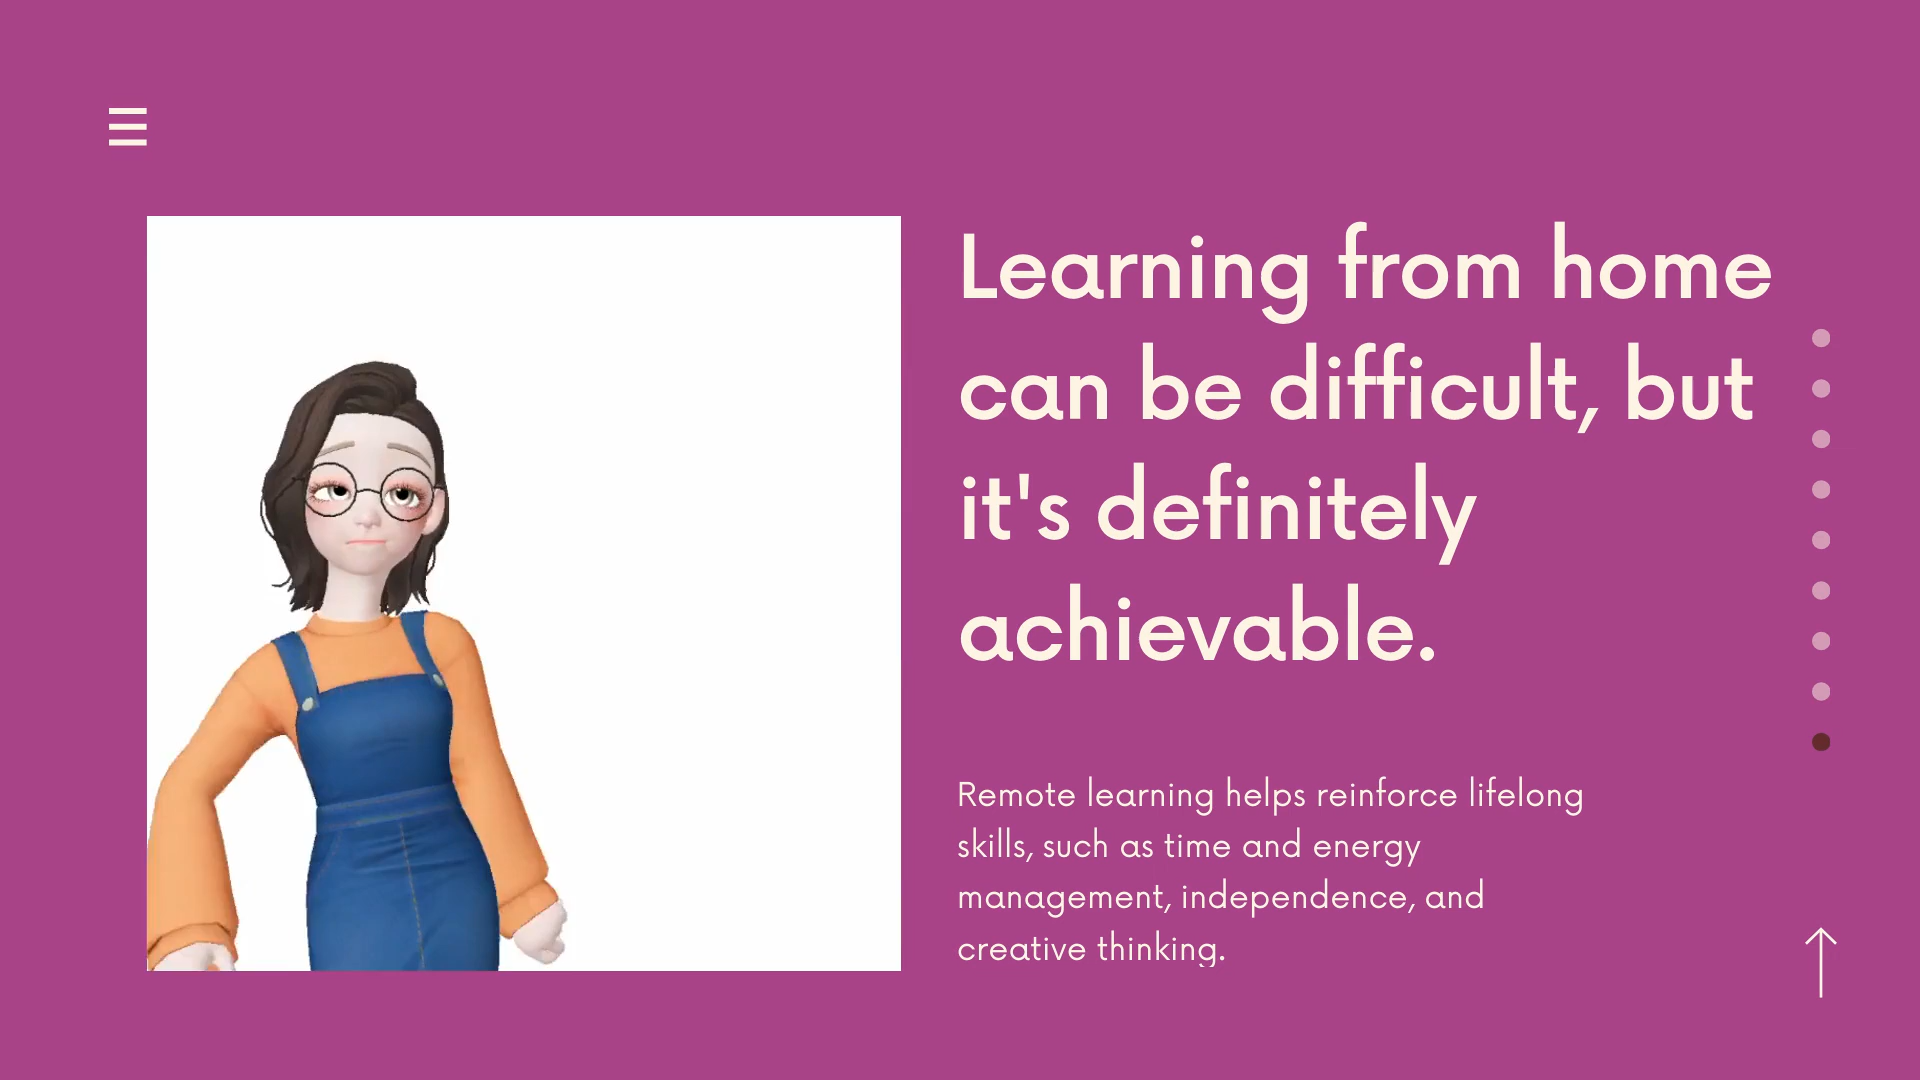 Learning from home
can be difficult, but
it's definitely
achievable.
Remote learning helps reinforce lifelong
skills, such as time and energy
management, independence, and
creative thinking.